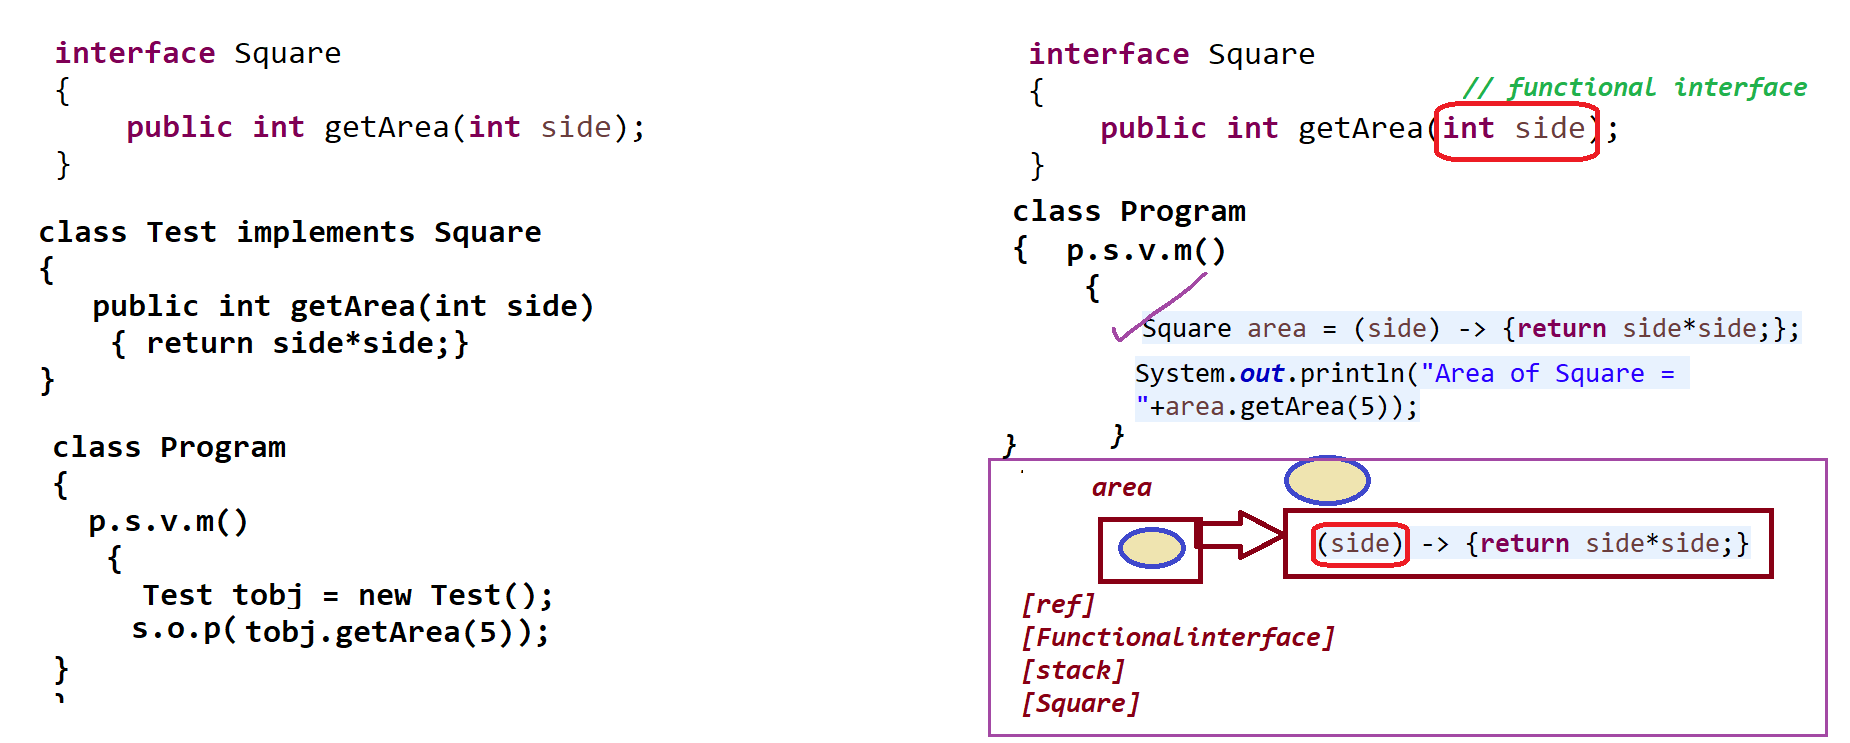 interface Square
{
public int getArea(int side);
}
class Test implements Square
{
public int getArea(int side)
{ return side*side;}
}
class Program
{
p.s.v.m()
{
Test tobj = new Test();
s.o.p(tobj.getArea(5));
}
}
interface Square
{
// functional interface
public int getArea(int side);
}
class Program
{ p.s.v.m()
{
Square area = (side) -> {return side*side;};
System.out.println("Area of Square =
"+area.getArea(5));
}
}
area
(side) -> {return side*side;}
[ref]
[Functionalinterface]
[stack]
[Square]